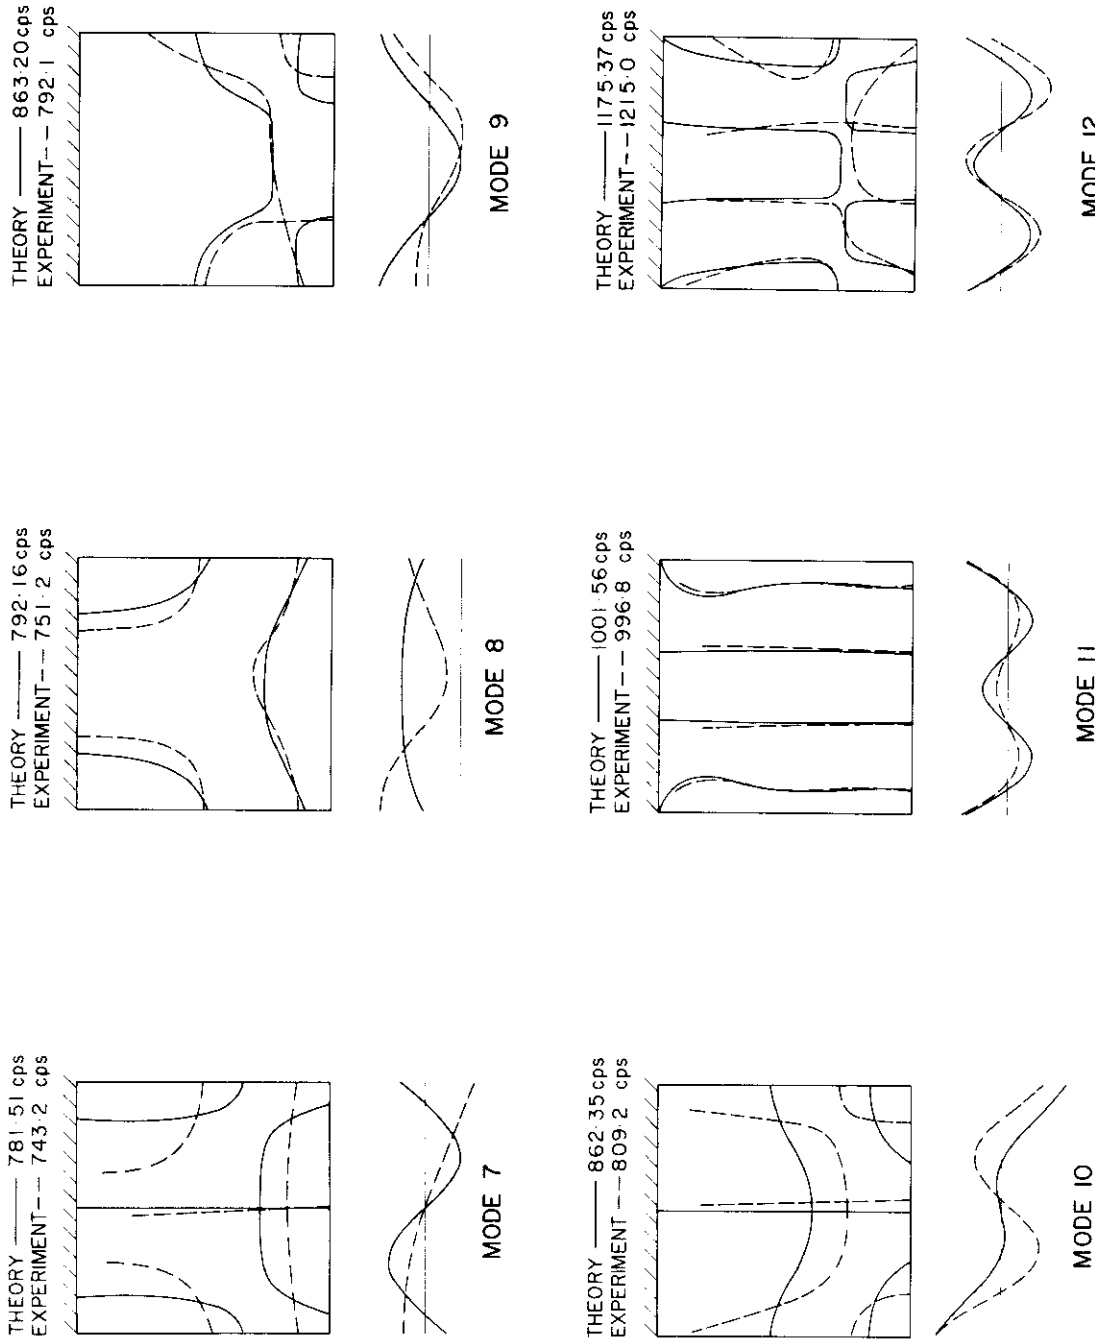 THEORY —— 781·51 cps
EXPERIMENT-- 743·2 cps
MODE 7
THEORY —— 792·16 cps
EXPERIMENT-- 751·2 cps
MODE 8
THEORY —— 863·20 cps
EXPERIMENT-- 792·1 cps
MODE 9
THEORY —— 862·35 cps
EXPERIMENT -- 809·2 cps
MODE 10
THEORY —— 1001·56 cps
EXPERIMENT-- 996·8 cps
MODE 11
THEORY —— 1175·37 cps
EXPERIMENT-- 1215·0 cps
MODE 12